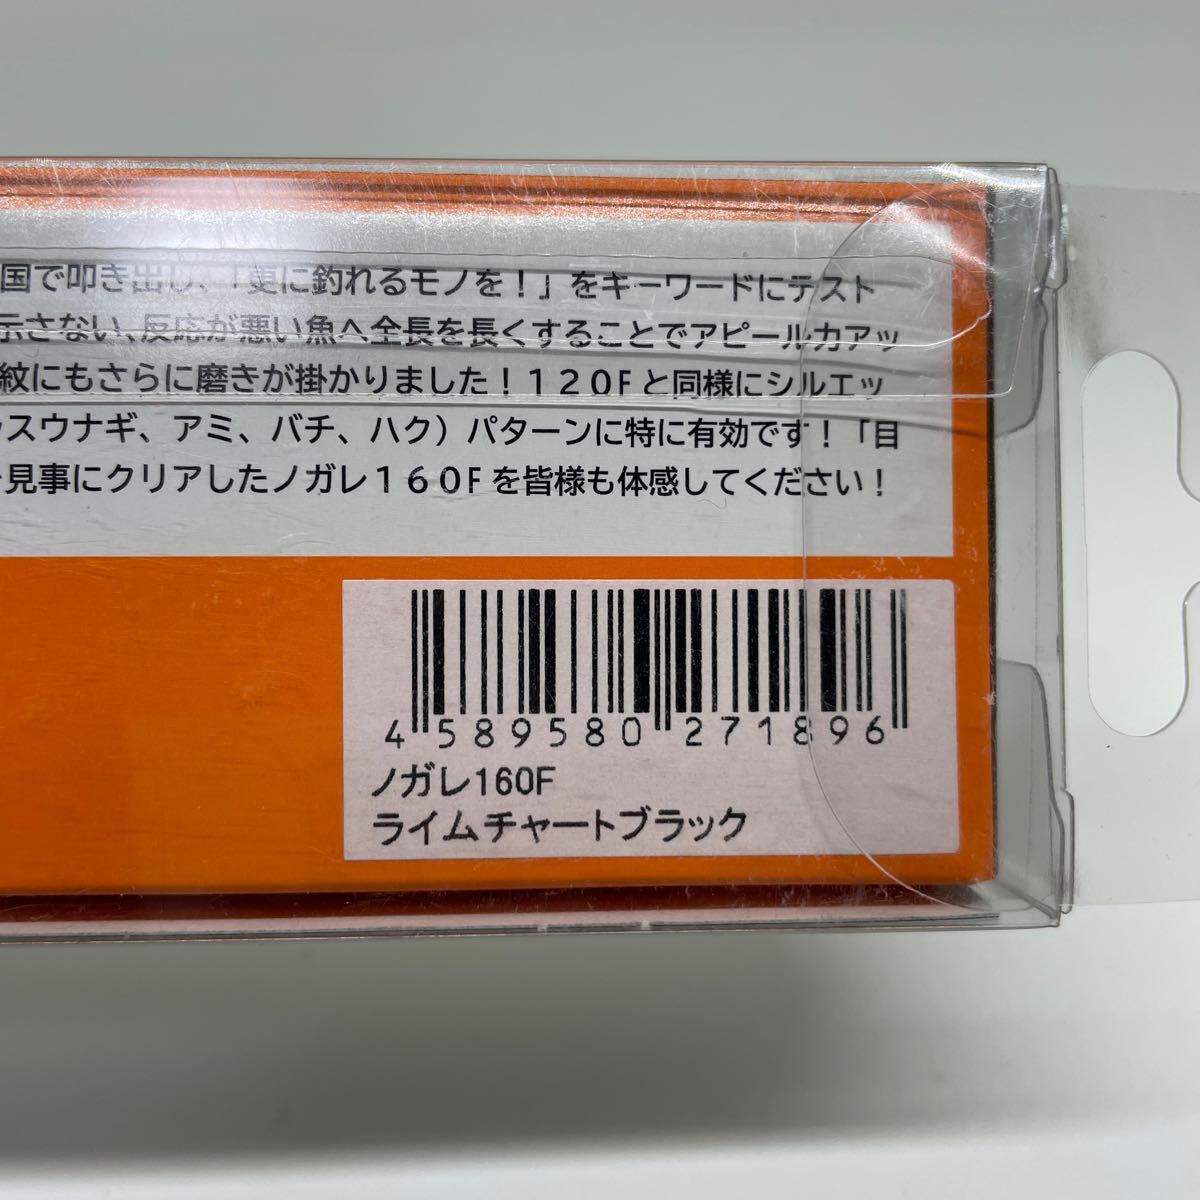 国で叩き出し、「更に釣れるモノを！」をキーワードにテスト
示さない、反応が悪い魚へ全長を長くすることでアピール力アッ
紋にもさらに磨きが掛かりました！１２０Fと同様にシルエッ
スウナギ、アミ、バチ、ハク）パターンに特に有効です！「目
見事にクリアしたノガレ１６０Fを皆様も体感してください！
4 589580 271896
ノガレ160F
ライムチャートブラック